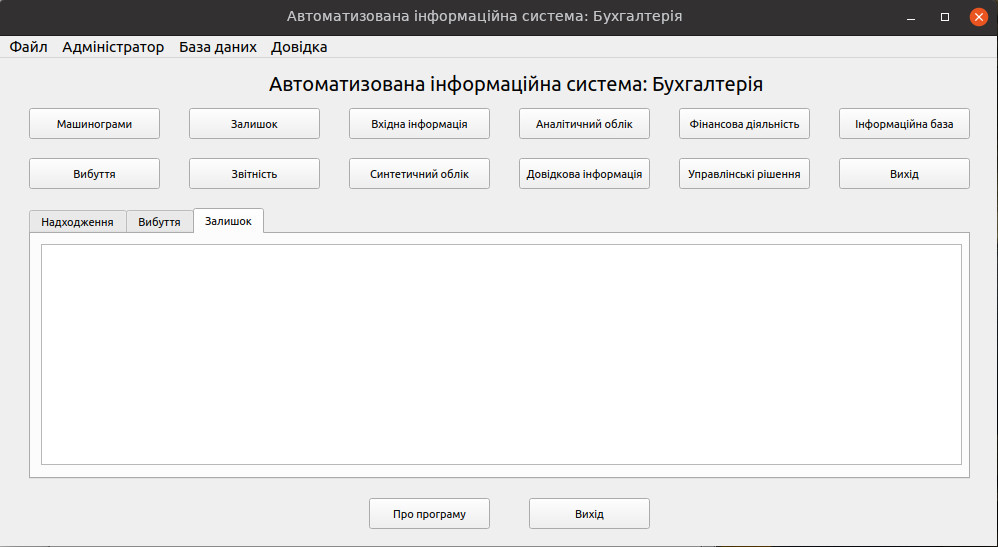 Автоматизована інформаційна система: Бухгалтерія
Файл Адміністратор База даних Довідка
Автоматизована інформаційна система: Бухгалтерія
Машинограми Залишок Вхідна інформація Аналітичний облік Фінансова діяльність Інформаційна база
Вибуття Звітність Синтетичний облік Довідкова інформація Управлінські рішення Вихід
Надходження Вибуття Залишок
Про програму Вихід